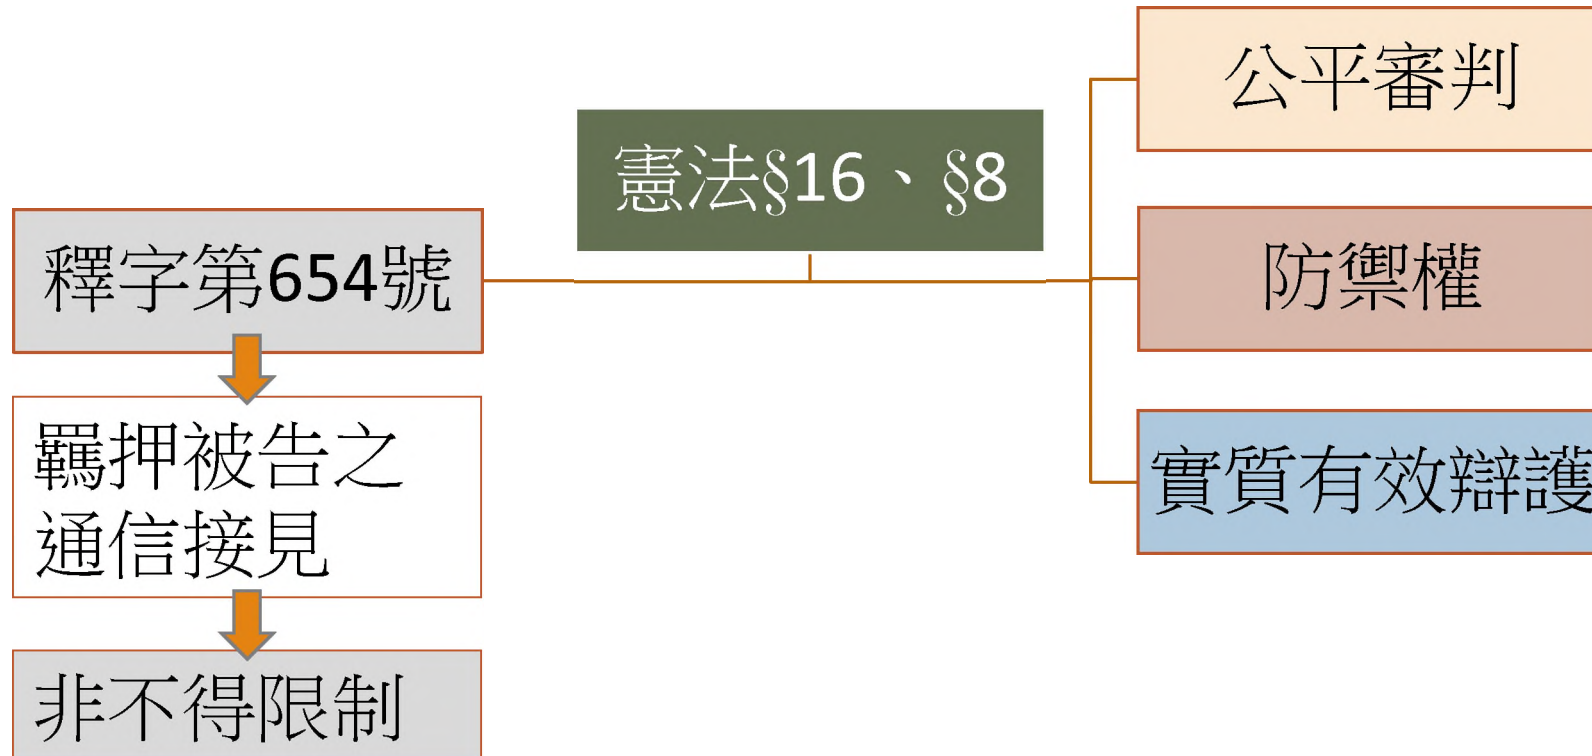 釋字第654號
羈押被告之
通信接見
非不得限制
憲法§16、§8
公平審判
防禦權
實質有效辯護